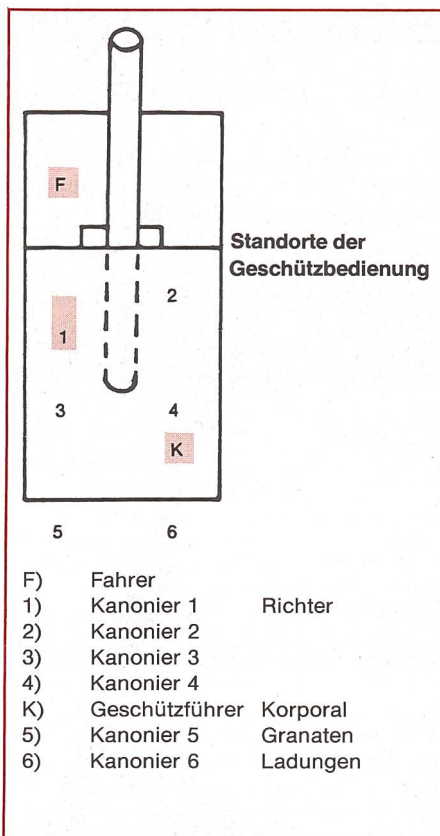 F
Standorte der
Geschützbedienung
2
1
3 4
K
5 6
F) Fahrer
1) Kanonier 1 Richter
2) Kanonier 2
3) Kanonier 3
4) Kanonier 4
K) Geschützführer Korporal
5) Kanonier 5 Granaten
6) Kanonier 6 Ladungen